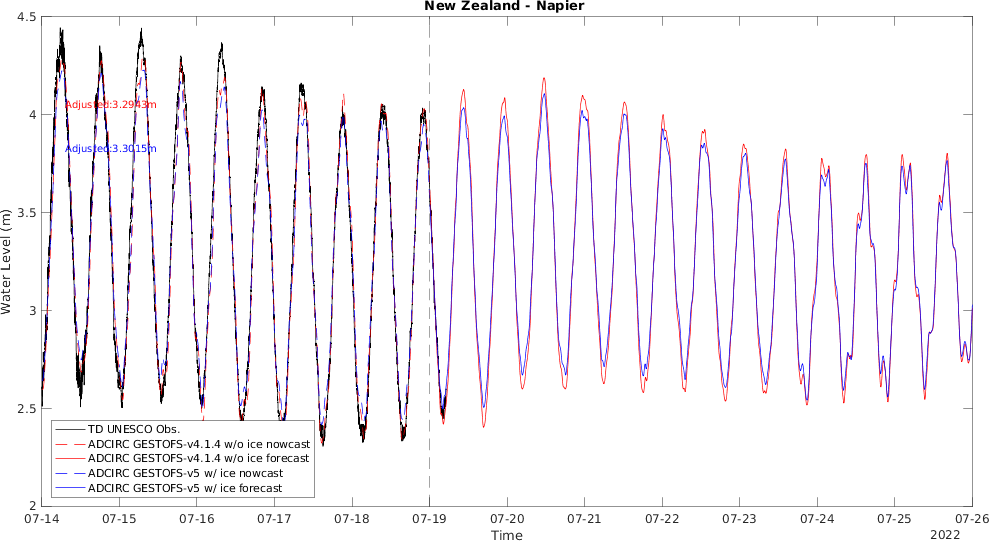 New Zealand - Napier
4.5
4
3.5
3
2.5
2
Water Level (m)
Adjusted:3.2943m
Adjusted:3.3015m
TD UNESCO Obs.
ADCIRC GESTOFS-v4.1.4 w/o ice nowcast
ADCIRC GESTOFS-v4.1.4 w/o ice forecast
ADCIRC GESTOFS-v5 w/ ice nowcast
ADCIRC GESTOFS-v5 w/ ice forecast
07-14 07-15 07-16 07-17 07-18 07-19 07-20 07-21 07-22 07-23 07-24 07-25 07-26
Time
2022